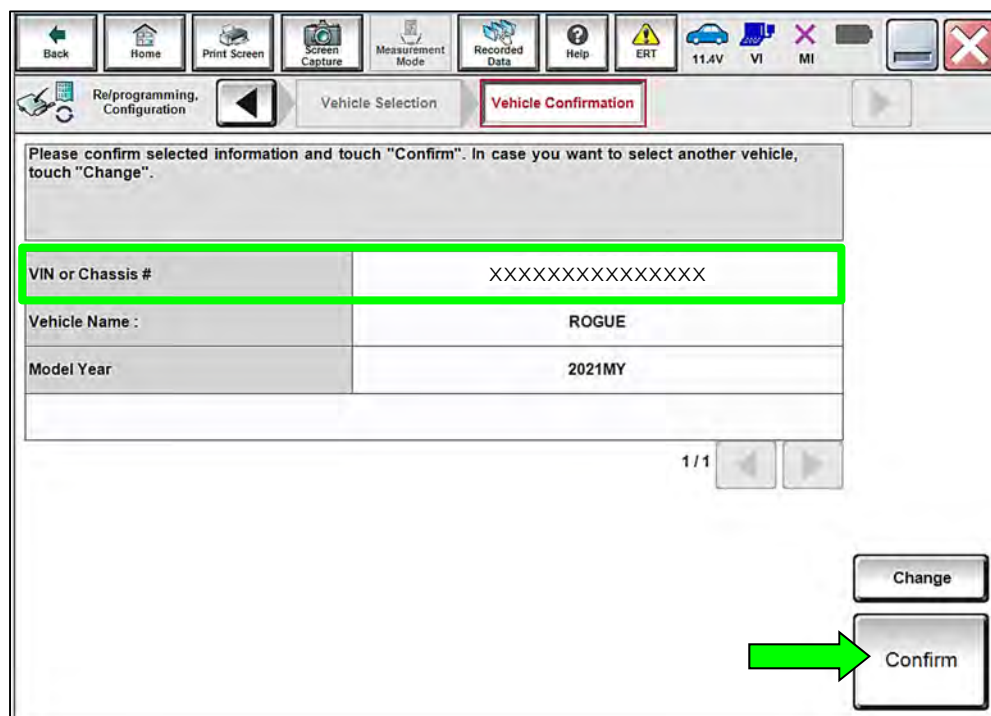 Back
Home
Print Screen
Screen
Capture
Measurement
Mode
Recorded
Data
Help
ERT
11.4V
VI
MI
Re/programming,
Configuration
Vehicle Selection
Vehicle Confirmation
Please confirm selected information and touch "Confirm". In case you want to select another vehicle,
touch "Change".
VIN or Chassis # XXXXXXXXXXXXXXX
Vehicle Name : ROGUE
Model Year 2021MY
1/1
Change
Confirm